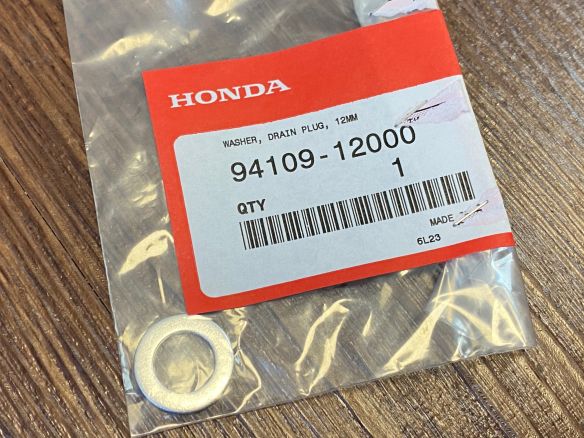 HONDA
WASHER, DRAIN PLUG, 12MM
94109-12000
1
QTY
MADE
6L23